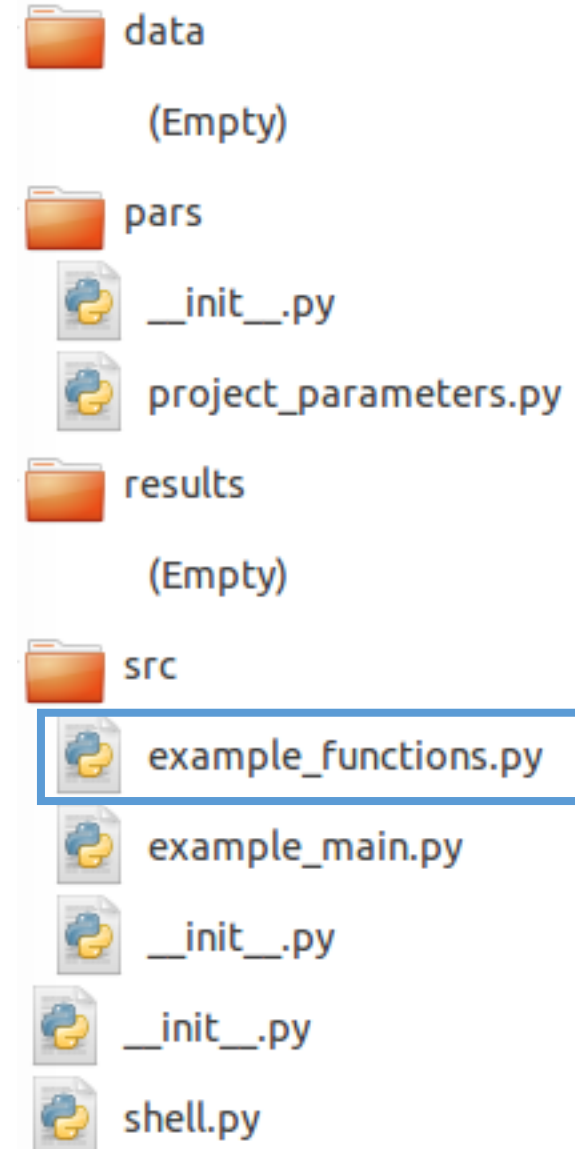 data
(Empty)
pars
__init__.py
project_parameters.py
results
(Empty)
src
example_functions.py
example_main.py
__init__.py
__init__.py
shell.py